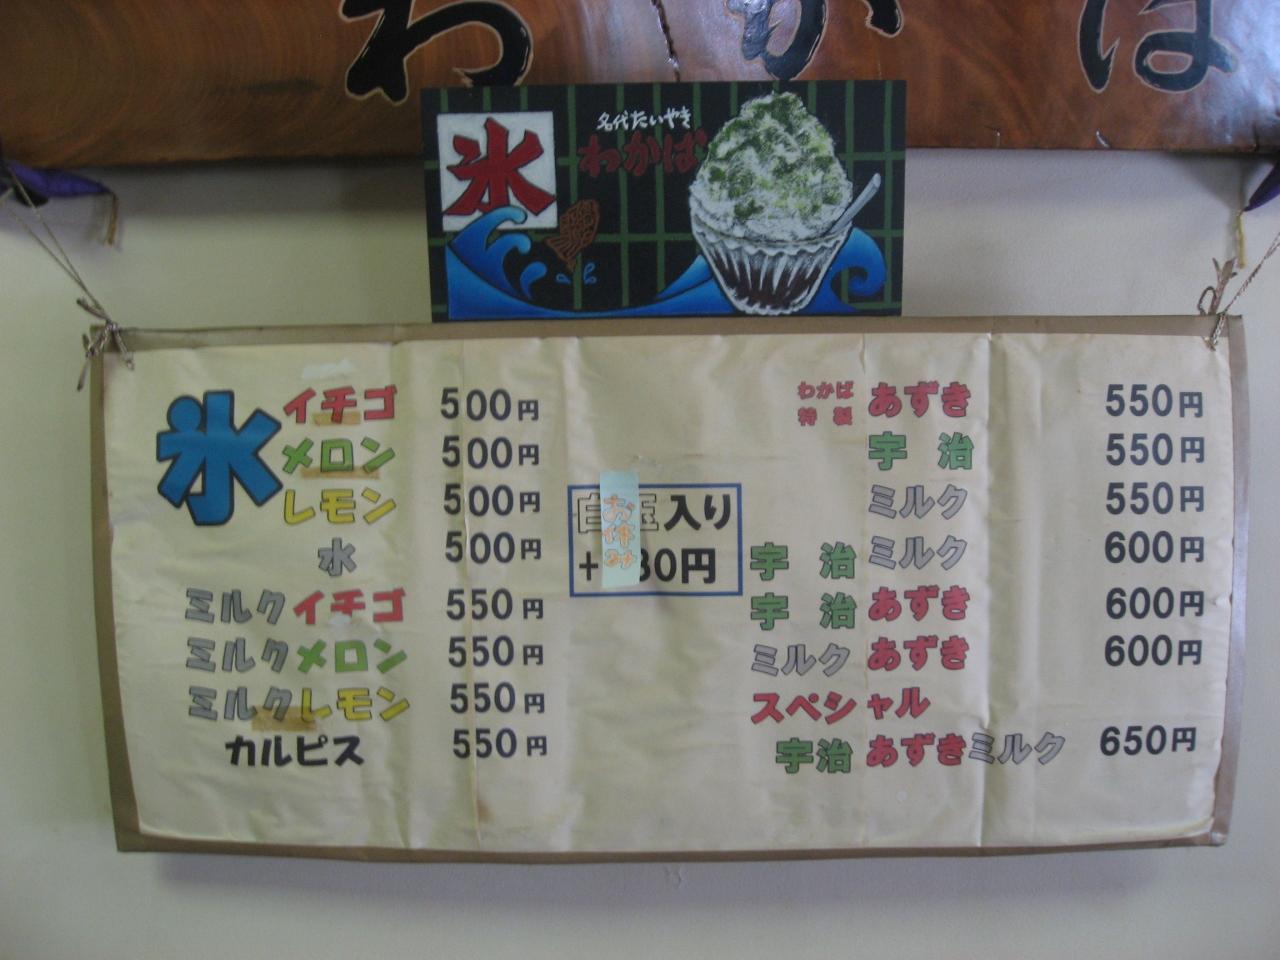 わかば
氷
名代たいやき
わかば
氷
イチゴ 500円
メロン 500円
レモン 500円
水 500円
ミルクイチゴ 550円
ミルクメロン 550円
ミルクレモン 550円
カルピス 550円
白玉入り
+ 80円
お休み
わかば特製 あずき 550円
宇治 550円
ミルク 550円
宇治ミルク 600円
宇治あずき 600円
ミルクあずき 600円
スペシャル
宇治あずきミルク 650円